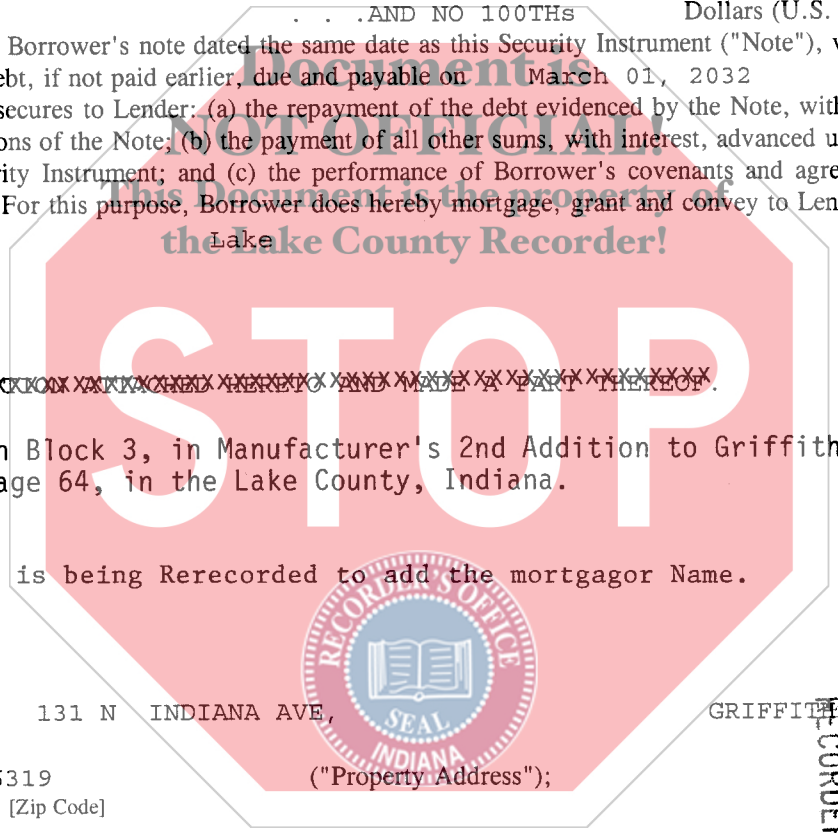 . . .AND NO 100THs Dollars (U.S.
Borrower's note dated the same date as this Security Instrument ("Note"),
ebt, if not paid earlier, due and payable on March 01, 2032
secures to Lender: (a) the repayment of the debt evidenced by the Note, with
ons of the Note; (b) the payment of all other sums, with interest, advanced u
ity Instrument; and (c) the performance of Borrower's covenants and agre
For this purpose, Borrower does hereby mortgage, grant and convey to Len
Lake
Document is
NOT OFFICIAL!
This Document is the property of
the Lake County Recorder!
STOP
TION ATTACHED HERETO AND MADE A PART THEREOF.
n Block 3, in Manufacturer's 2nd Addition to Griffith
age 64, in the Lake County, Indiana.
is being Rerecorded to add the mortgagor Name.
RECORDER'S OFFICE
SEAL
INDIANA
131 N INDIANA AVE, GRIFFITH
5319 ("Property Address");
[Zip Code]
RECORDED